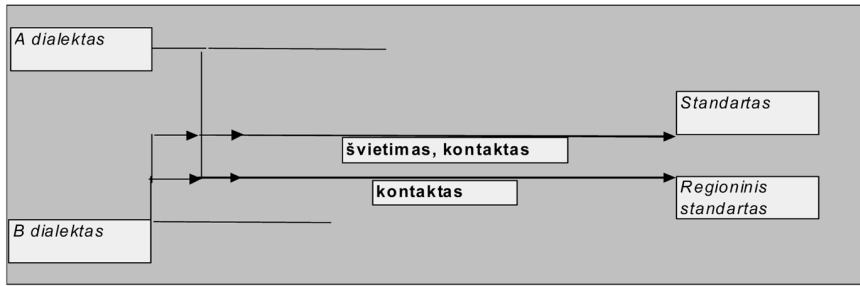 A dialektas
Standartas
švietimas, kontaktas
kontaktas
Regioninis
standartas
B dialektas